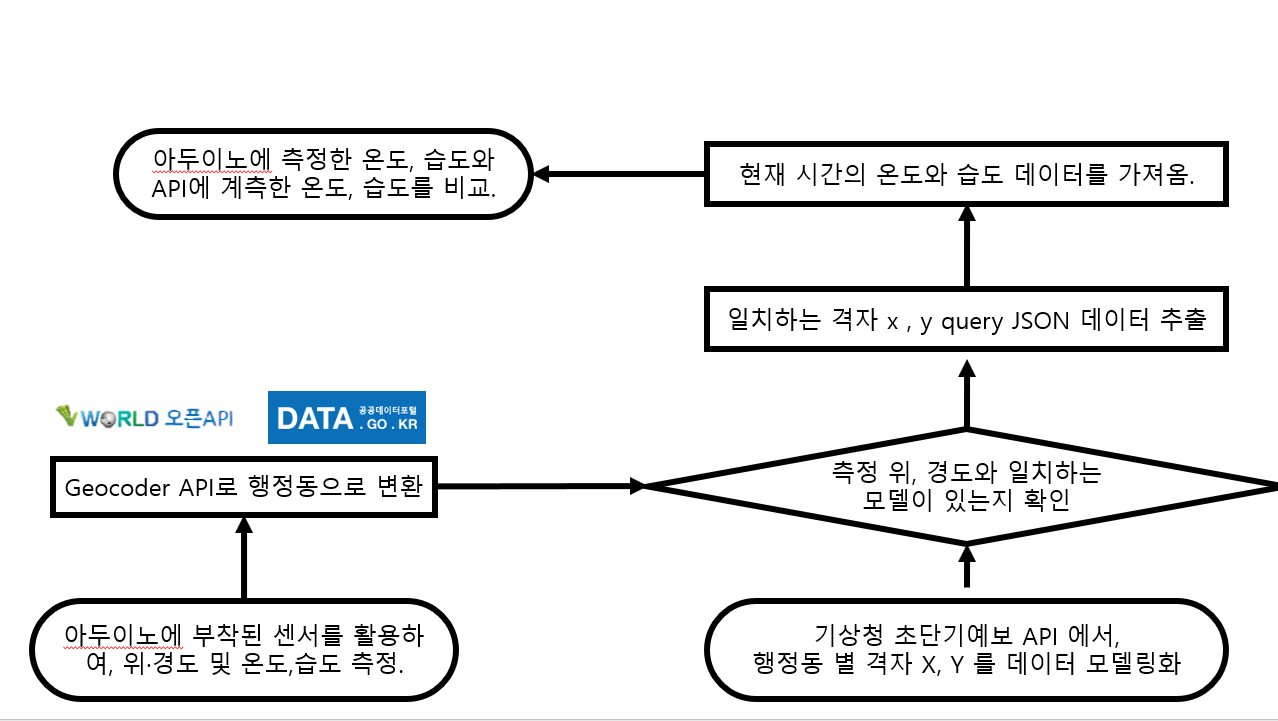 아두이노에 측정한 온도, 습도와
API에 계측한 온도, 습도를 비교.
현재 시간의 온도와 습도 데이터를 가져옴.
일치하는 격자 x , y query JSON 데이터 추출
VWORLD 오픈API
DATA 공공데이터포털
.GO.KR
Geocoder API로 행정동으로 변환
측정 위, 경도와 일치하는
모델이 있는지 확인
아두이노에 부착된 센서를 활용하
여, 위·경도 및 온도,습도 측정.
기상청 초단기예보 API 에서,
행정동 별 격자 X, Y 를 데이터 모델링화